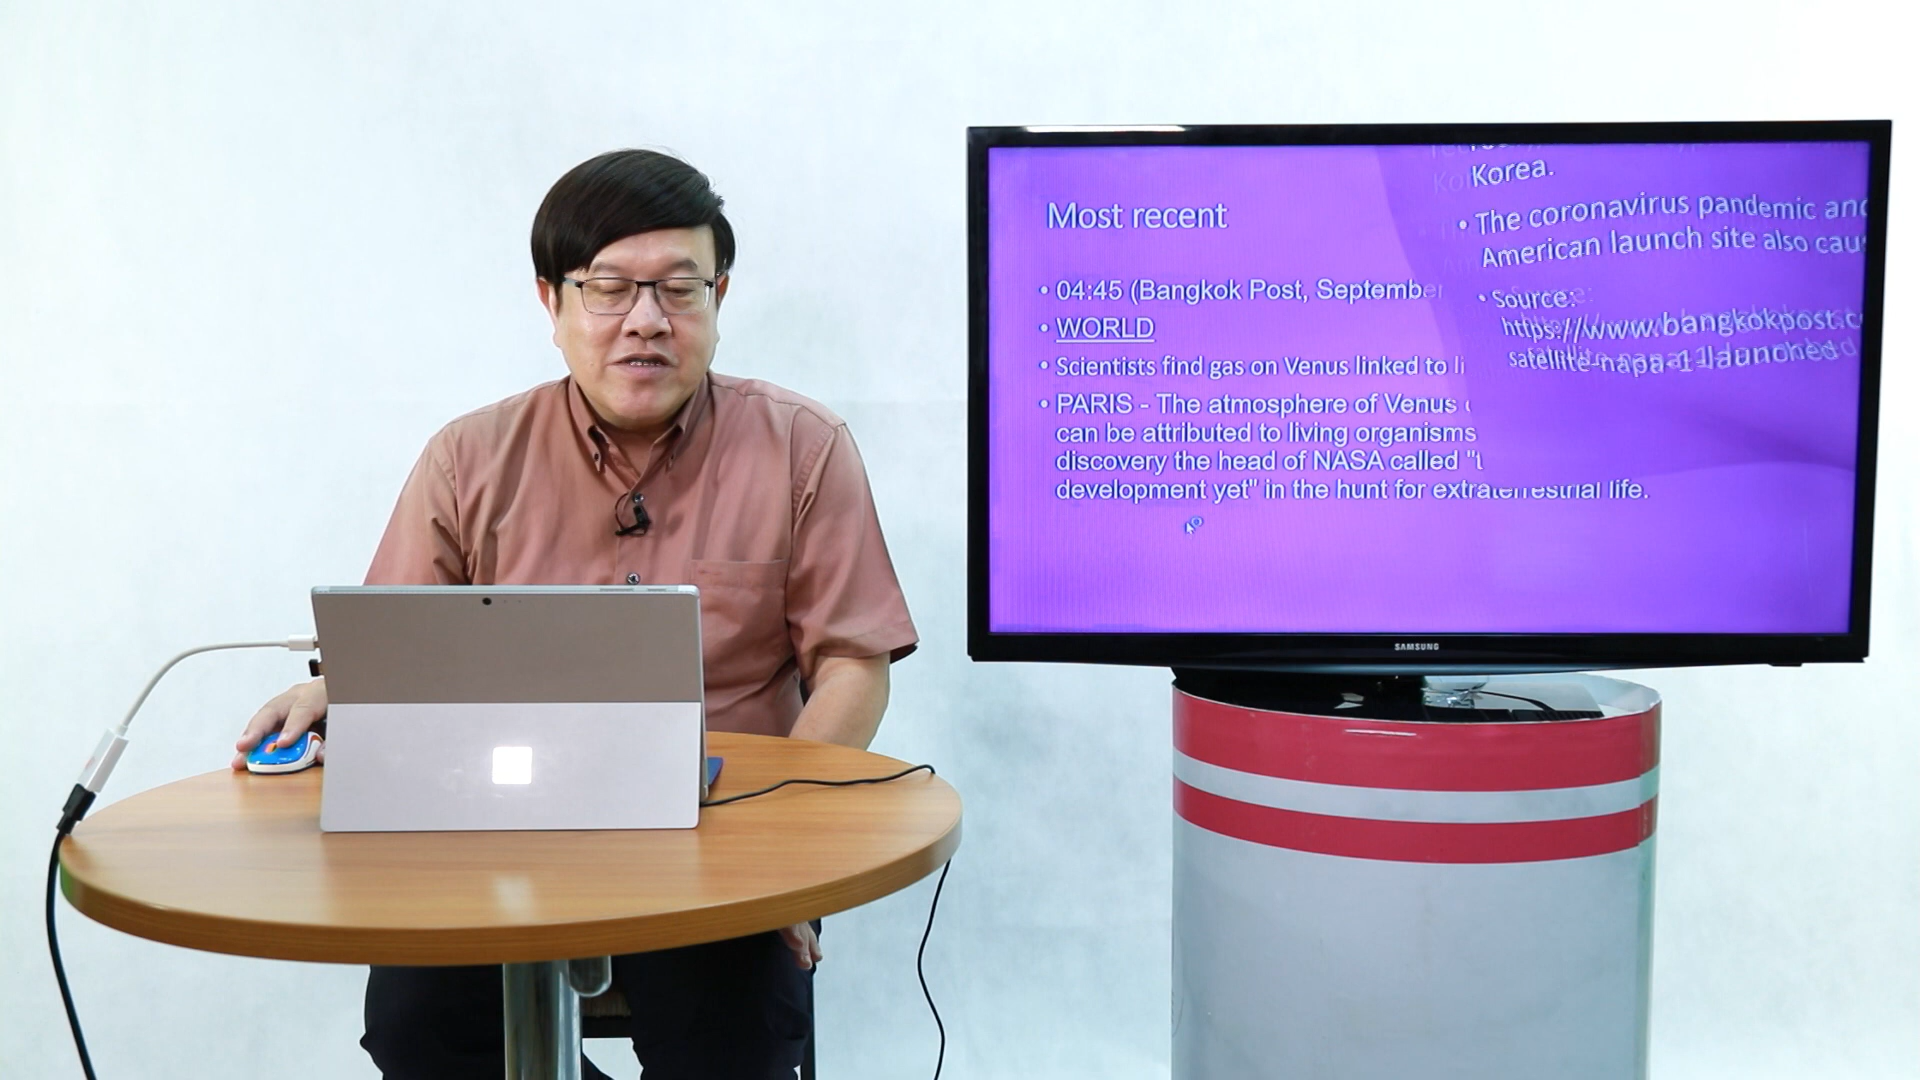 Most recent
• 04:45 (Bangkok Post, Septembe
• WORLD
• Scientists find gas on Venus linked to li
• PARIS - The atmosphere of Venus
can be attributed to living organisms
discovery the head of NASA called "t
development yet" in the hunt for extraterrestrial life.
Korea.
• The coronavirus pandemic and
American launch site also cau
• Source:
https://www.bangkokpost.c
satellite-napa-1-launched
SAMSUNG